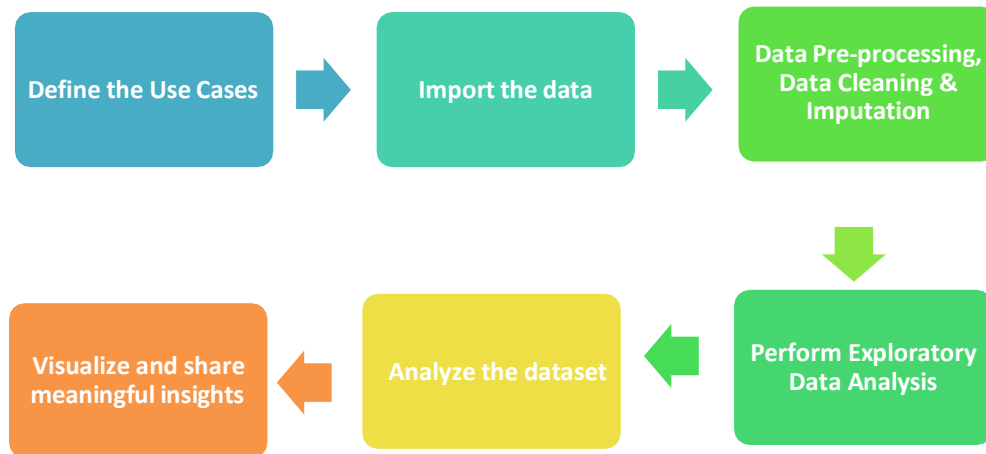 Define the Use Cases
Import the data
Data Pre-processing,
Data Cleaning &
Imputation
Perform Exploratory
Data Analysis
Analyze the dataset
Visualize and share
meaningful insights